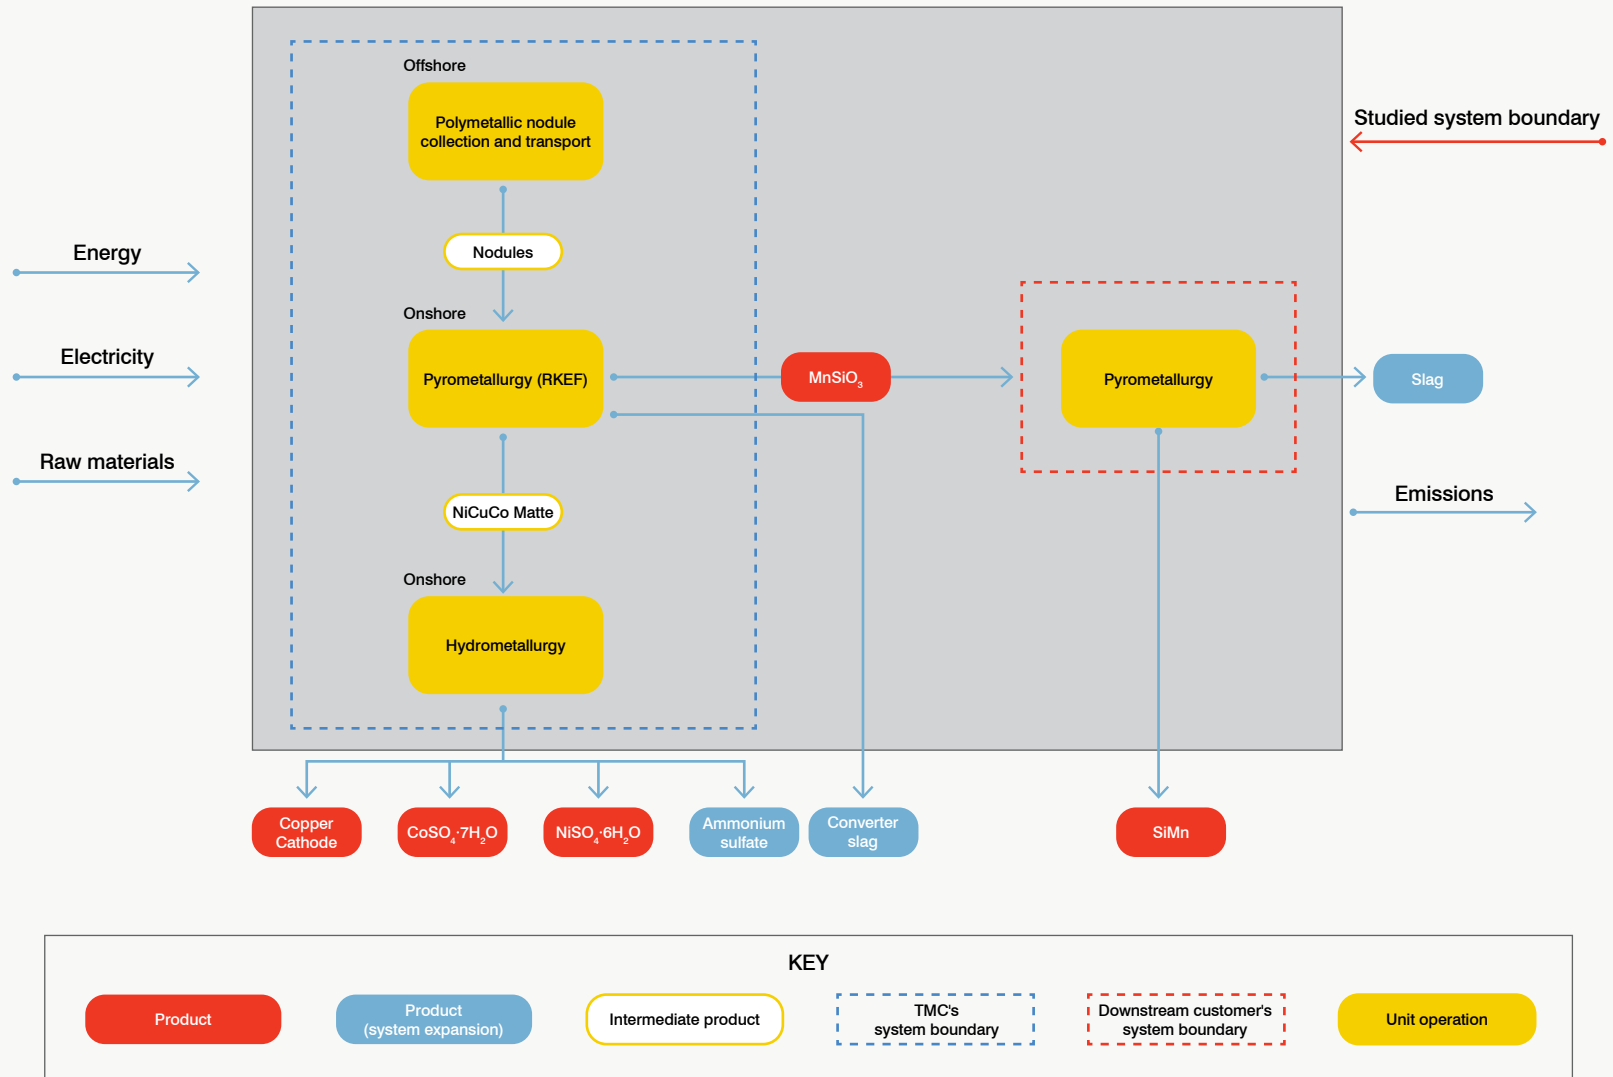 Offshore
Polymetallic nodule
collection and transport
Studied system boundary
Energy
Nodules
Onshore
Electricity
Pyrometallurgy (RKEF)
MnSiO₃
Pyrometallurgy
Slag
Raw materials
NiCuCo Matte
Emissions
Onshore
Hydrometallurgy
Copper
Cathode
CoSO₄·7H₂O
NiSO₄·6H₂O
Ammonium
sulfate
Converter
slag
SiMn
KEY
Product
Product
(system expansion)
Intermediate product
TMC's
system boundary
Downstream customer's
system boundary
Unit operation